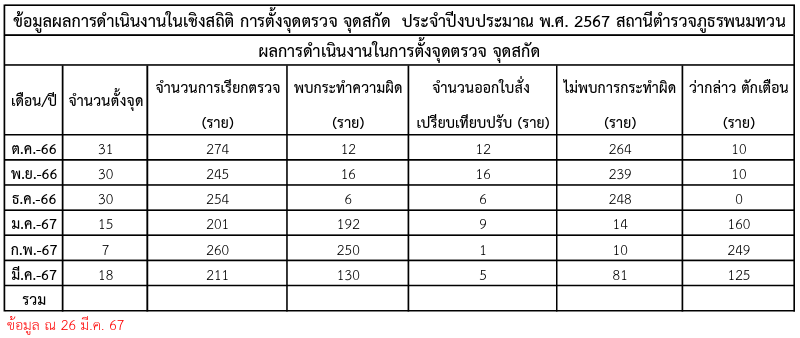 ข้อมูลผลการดำเนินงานในเชิงสถิติ การตั้งจุดตรวจ จุดสกัด ประจำปีงบประมาณ พ.ศ. 2567 สถานีตำรวจภูธรพนมทวน
ผลการดำเนินงานในการตั้งจุดตรวจ จุดสกัด
เดือน/ปี จำนวนตั้งจุด จำนวนการเรียกตรวจ (ราย) พบกระทำความผิด (ราย) จำนวนออกใบสั่ง เปรียบเทียบปรับ (ราย) ไม่พบการกระทำผิด (ราย) ว่ากล่าว ตักเตือน (ราย)
ต.ค.-66 31 274 12 12 264 10
พ.ย.-66 30 245 16 16 239 10
ธ.ค.-66 30 254 6 6 248 0
ม.ค.-67 15 201 192 9 14 160
ก.พ.-67 7 260 250 1 10 249
มี.ค.-67 18 211 130 5 81 125
รวม
ข้อมูล ณ 26 มี.ค. 67